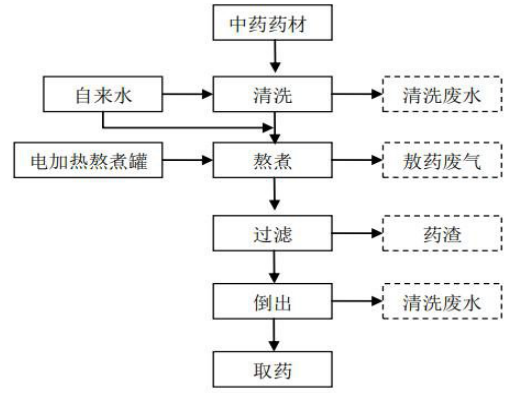 中药药材
自来水
清洗
清洗废水
电加热熬煮罐
熬煮
敖药废气
过滤
药渣
倒出
清洗废水
取药